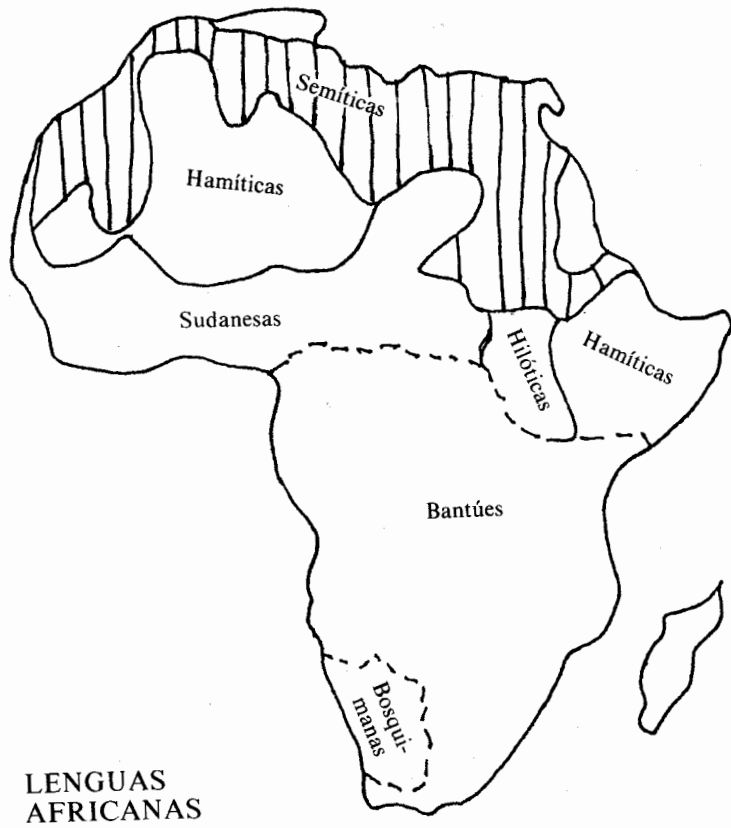 Semíticas
Hamíticas
Sudanesas
Hilóticas
Hamíticas
Bantúes
Bosqui-
manas
LENGUAS
AFRICANAS